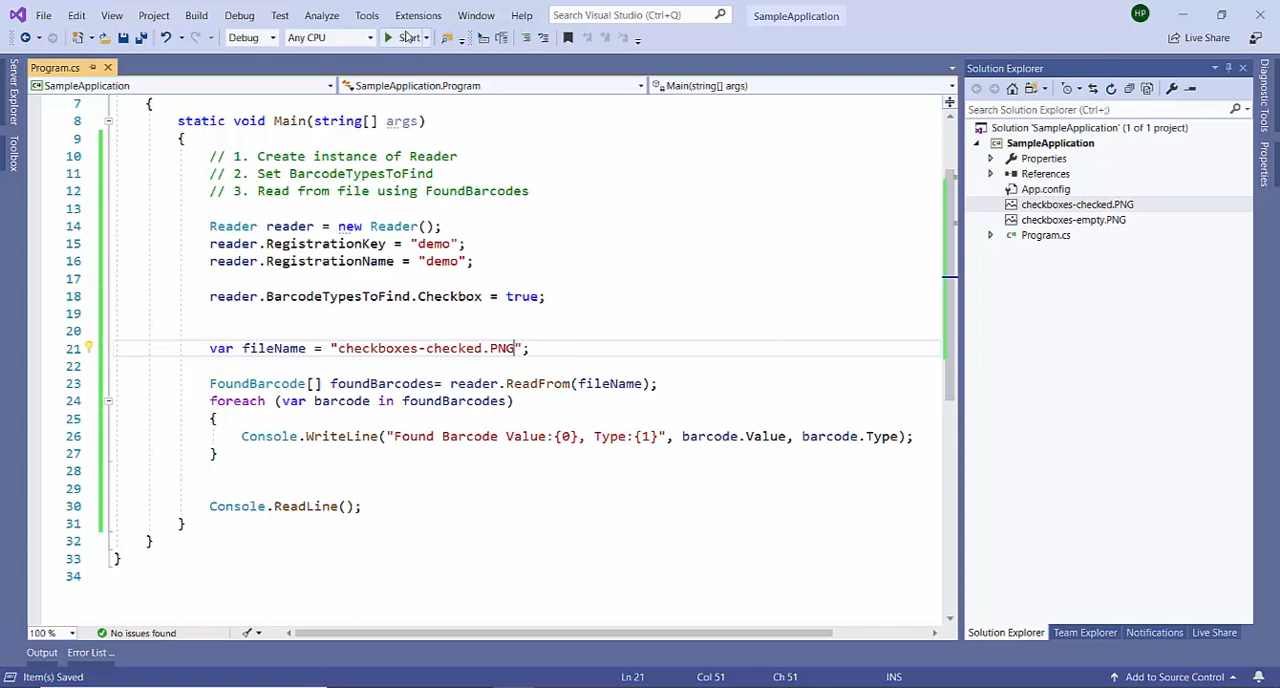 File Edit View Project Build Debug Test Analyze Tools Extensions Window Help Search Visual Studio (Ctrl+Q) SampleApplication HP
Debug Any CPU Start Live Share
Program.cs
SampleApplication SampleApplication.Program Main(string[] args)
7 {
8 static void Main(string[] args)
9 {
10 // 1. Create instance of Reader
11 // 2. Set BarcodeTypesToFind
12 // 3. Read from file using FoundBarcodes
13
14 Reader reader = new Reader();
15 reader.RegistrationKey = "demo";
16 reader.RegistrationName = "demo";
17
18 reader.BarcodeTypesToFind.Checkbox = true;
19
20
21 var fileName = "checkboxes-checked.PNG";
22
23 FoundBarcode[] foundBarcodes= reader.ReadFrom(fileName);
24 foreach (var barcode in foundBarcodes)
25 {
26 Console.WriteLine("Found Barcode Value:{0}, Type:{1}", barcode.Value, barcode.Type);
27 }
28
29
30 Console.ReadLine();
31 }
32 }
33 }
34
100 % No issues found
Server Explorer
Toolbox
Solution Explorer
Search Solution Explorer (Ctrl+;)
Solution 'SampleApplication' (1 of 1 project)
SampleApplication
Properties
References
App.config
checkboxes-checked.PNG
checkboxes-empty.PNG
Program.cs
Solution Explorer Team Explorer Notifications Live Share
Diagnostic Tools
Properties
Output Error List ...
Item(s) Saved Ln 21 Col 51 Ch 51 INS Add to Source Control